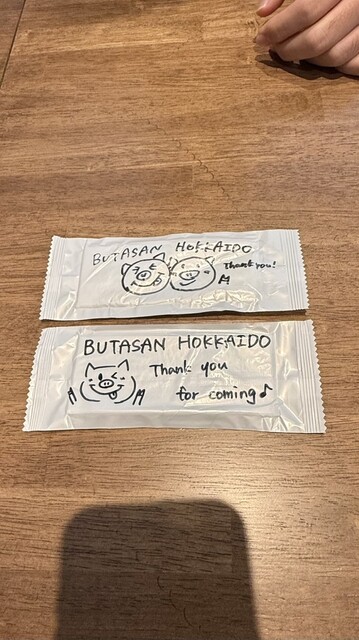 BUTASAN HOKKAIDO
Thank you!
BUTASAN HOKKAIDO
Thank you
for coming♪